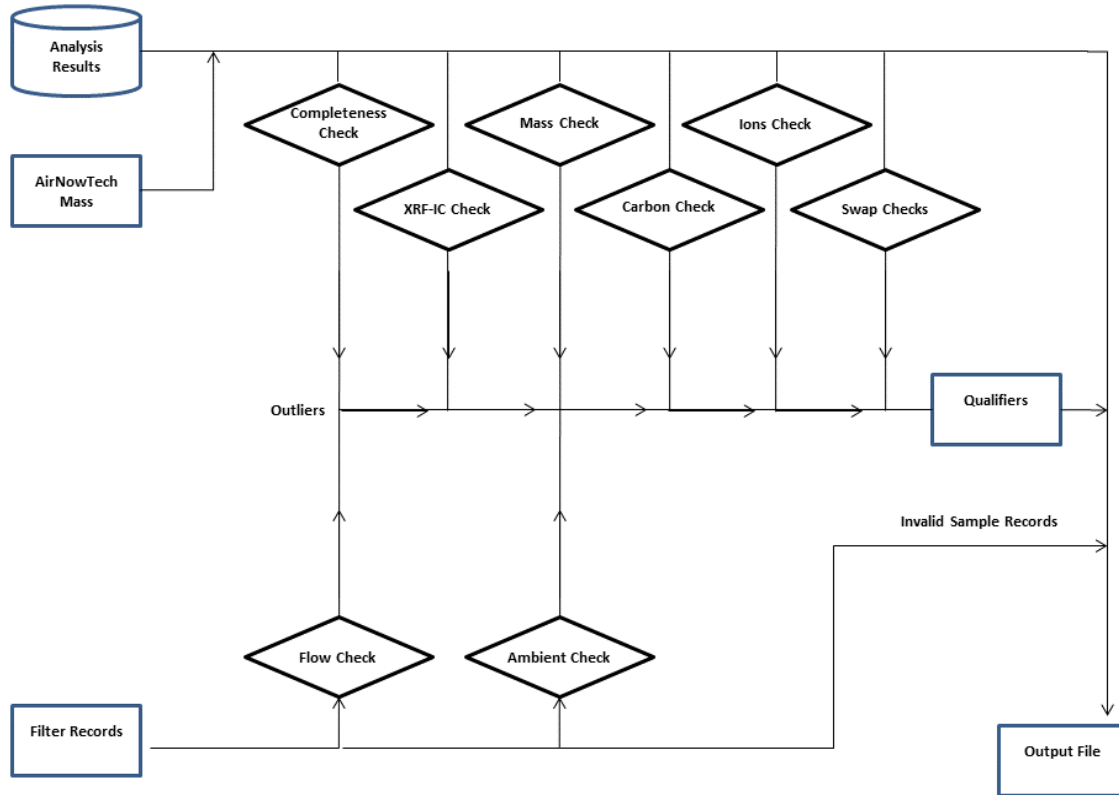 Analysis
Results
Completeness
Check
Mass Check
Ions Check
AirNowTech
Mass
XRF-IC Check
Carbon Check
Swap Checks
Outliers
Qualifiers
Invalid Sample Records
Flow Check
Ambient Check
Filter Records
Output File